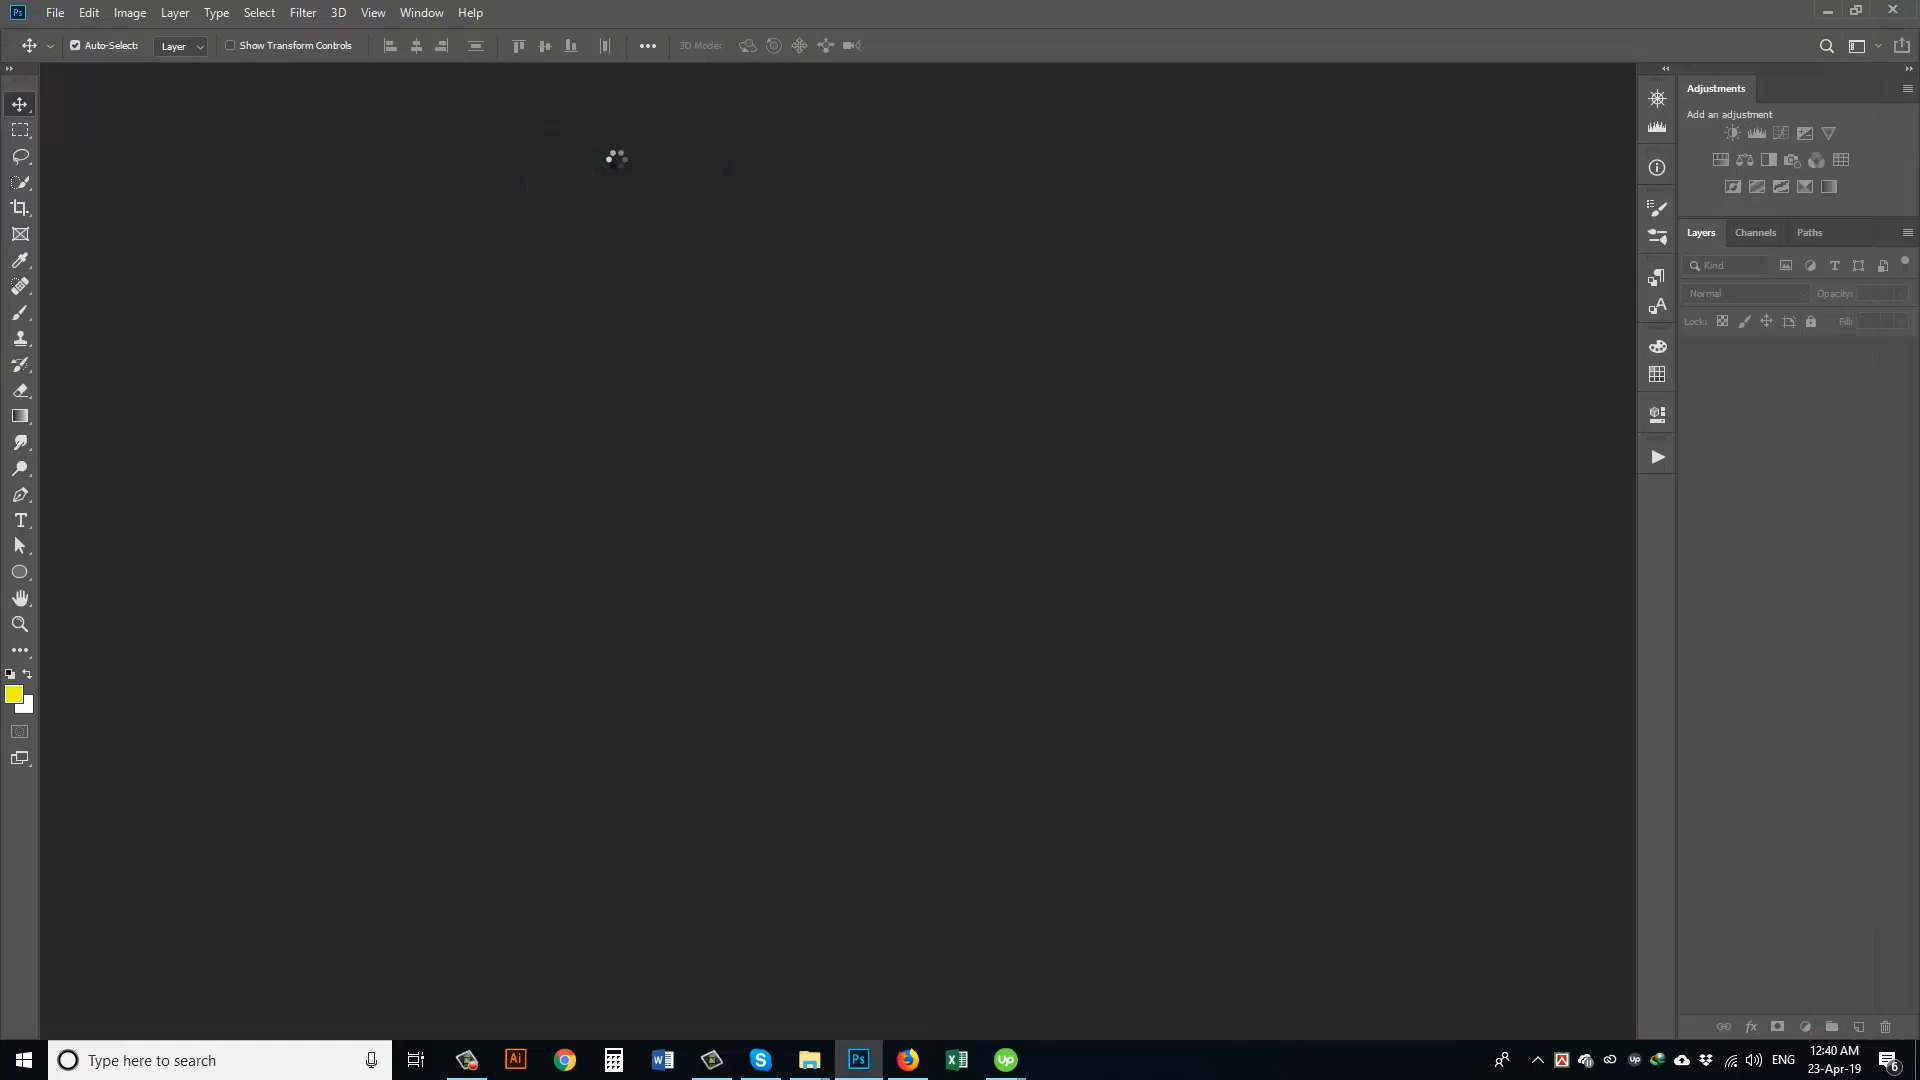 Ps File Edit Image Layer Type Select Filter 3D View Window Help
Auto-Select: Layer Show Transform Controls 3D Mode:
Adjustments
Add an adjustment
Layers Channels Paths
Kind
Normal Opacity:
Lock: Fill:
Type here to search
Ai
Ps
up
ENG
12:40 AM
23-Apr-19
6